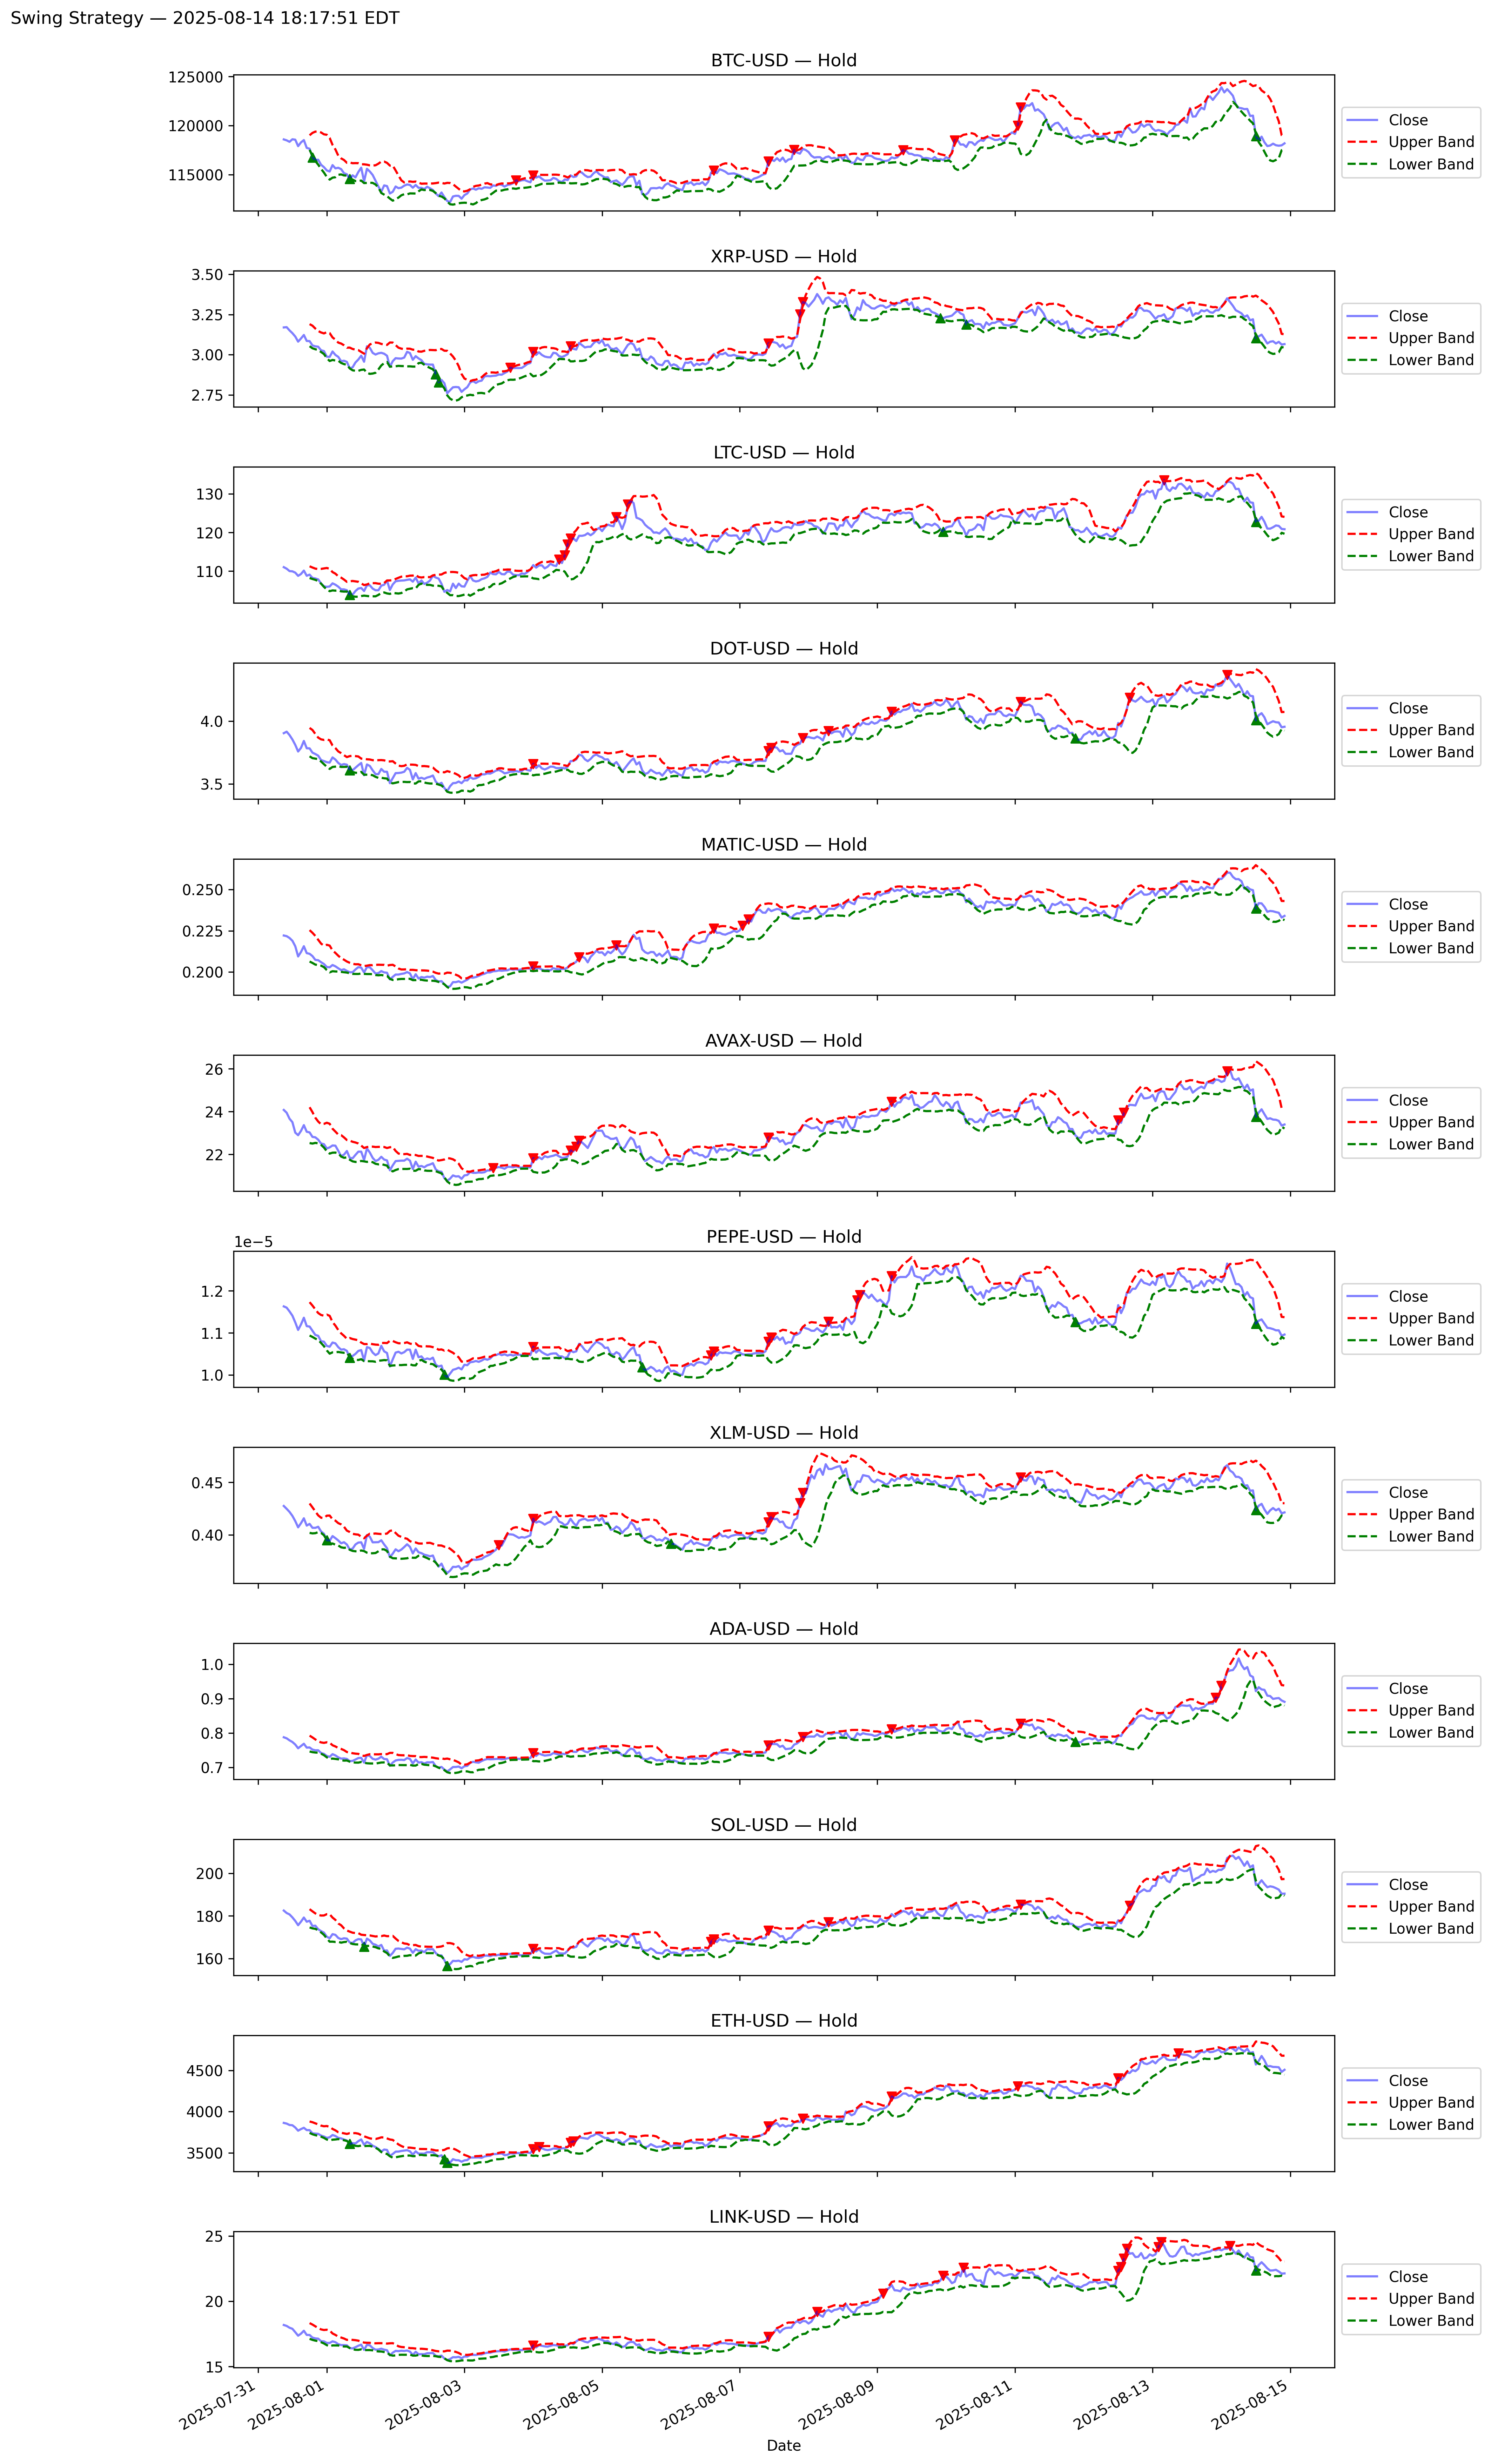 Swing Strategy — 2025-08-14 18:17:51 EDT
BTC-USD — Hold
125000
120000
115000
Close
Upper Band
Lower Band
XRP-USD — Hold
3.50
3.25
3.00
2.75
Close
Upper Band
Lower Band
LTC-USD — Hold
130
120
110
Close
Upper Band
Lower Band
DOT-USD — Hold
4.0
3.5
Close
Upper Band
Lower Band
MATIC-USD — Hold
0.250
0.225
0.200
Close
Upper Band
Lower Band
AVAX-USD — Hold
26
24
22
Close
Upper Band
Lower Band
PEPE-USD — Hold
1e−5
1.2
1.1
1.0
Close
Upper Band
Lower Band
XLM-USD — Hold
0.45
0.40
Close
Upper Band
Lower Band
ADA-USD — Hold
1.0
0.9
0.8
0.7
Close
Upper Band
Lower Band
SOL-USD — Hold
200
180
160
Close
Upper Band
Lower Band
ETH-USD — Hold
4500
4000
3500
Close
Upper Band
Lower Band
LINK-USD — Hold
25
20
15
Close
Upper Band
Lower Band
2025-07-31
2025-08-01
2025-08-03
2025-08-05
2025-08-07
2025-08-09
2025-08-11
2025-08-13
2025-08-15
Date